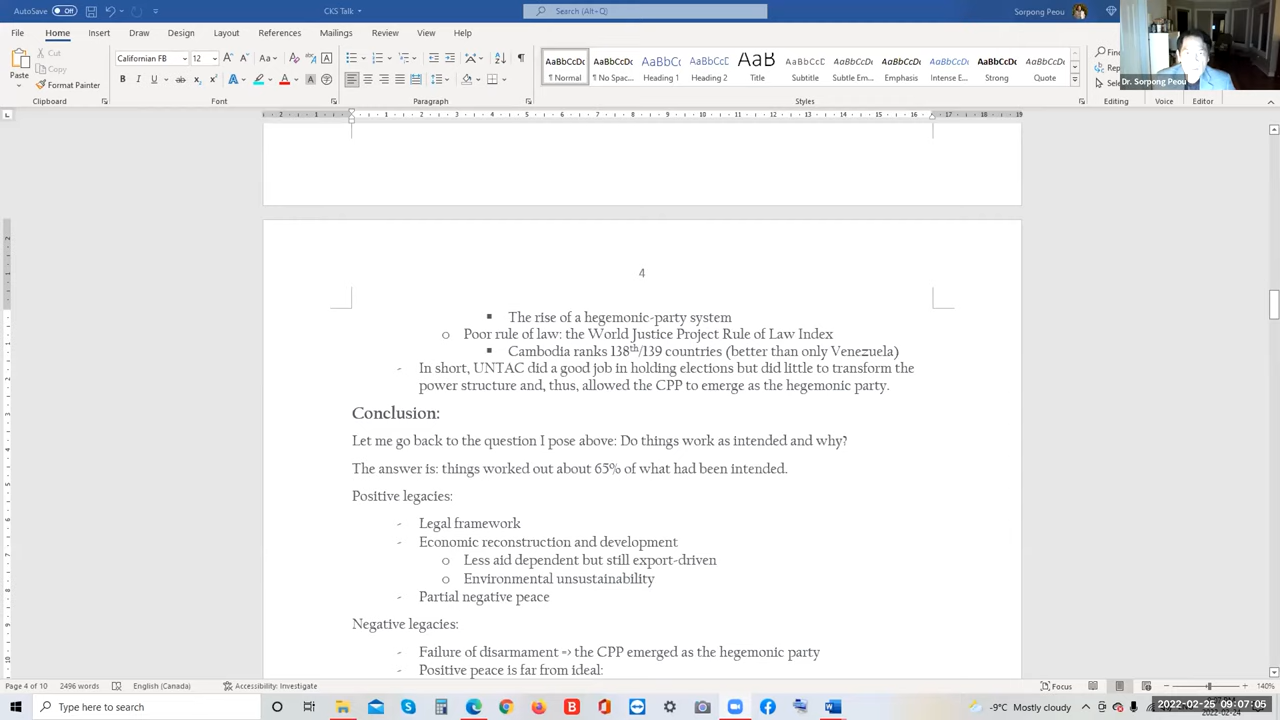 AutoSave Off CKS Talk Search (Alt+Q) Sorpong Peou
File Home Insert Draw Design Layout References Mailings Review View Help
Cut
Copy
Format Painter
Paste
Californian FB 12
AaBbCcDc AaBbCcDc AaBbC AaBbCc AaB AaBbCcD AaBbCcDc AaBbCcDc AaBbCcDc AaBbCcDc AaBbCcDc
¶ Normal ¶ No Spac... Heading 1 Heading 2 Title Subtitle Subtle Em... Emphasis Intense E... Strong Quote
Dr. Sorpong Peou
Clipboard Font Paragraph Styles Editing Voice Editor
4
▪ The rise of a hegemonic-party system
o Poor rule of law: the World Justice Project Rule of Law Index
▪ Cambodia ranks 138th/139 countries (better than only Venezuela)
- In short, UNTAC did a good job in holding elections but did little to transform the
power structure and, thus, allowed the CPP to emerge as the hegemonic party.
Conclusion:
Let me go back to the question I pose above: Do things work as intended and why?
The answer is: things worked out about 65% of what had been intended.
Positive legacies:
- Legal framework
- Economic reconstruction and development
o Less aid dependent but still export-driven
o Environmental unsustainability
- Partial negative peace
Negative legacies:
- Failure of disarmament => the CPP emerged as the hegemonic party
- Positive peace is far from ideal:
Page 4 of 10 2496 words English (Canada) Accessibility: Investigate Focus 140%
Type here to search -9°C Mostly cloudy 2022-02-25 09:07:05